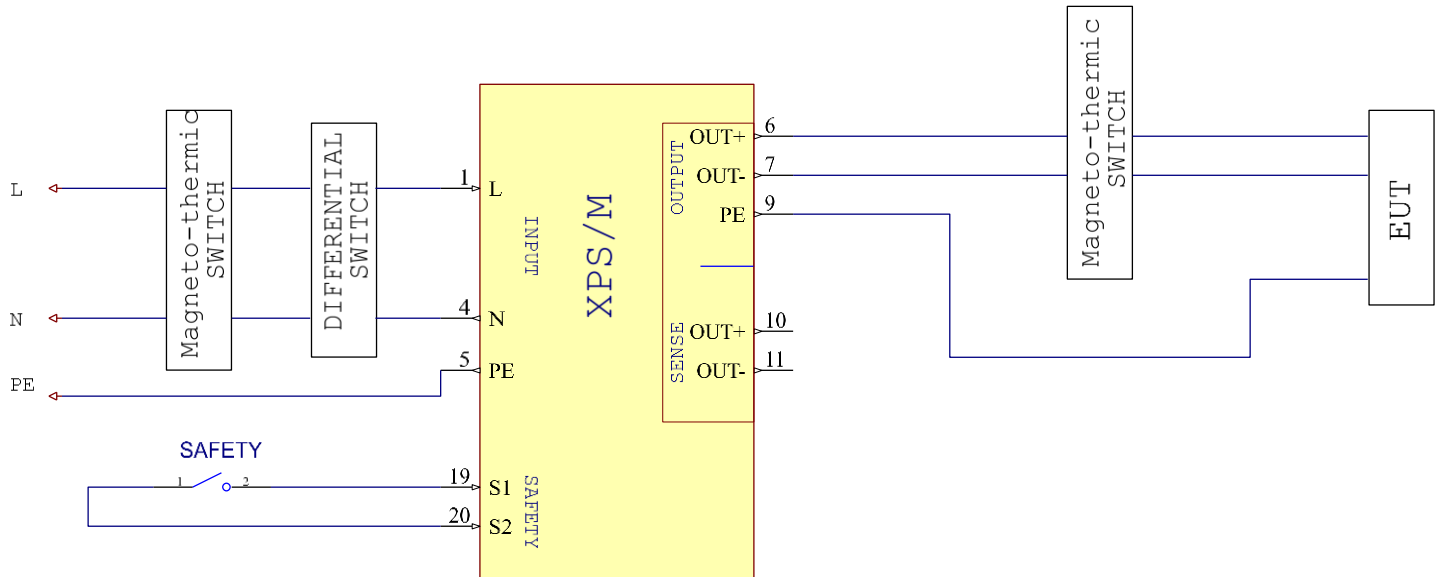 L
N
PE
Magneto-thermic
SWITCH
DIFFERENTIAL
SWITCH
1
L
4
N
5
PE
INPUT
SAFETY
1
2
19
S1
20
S2
SAFETY
XPS/M
OUTPUT
OUT+
6
OUT-
7
PE
9
SENSE
OUT+
10
OUT-
11
Magneto-thermic
SWITCH
EUT